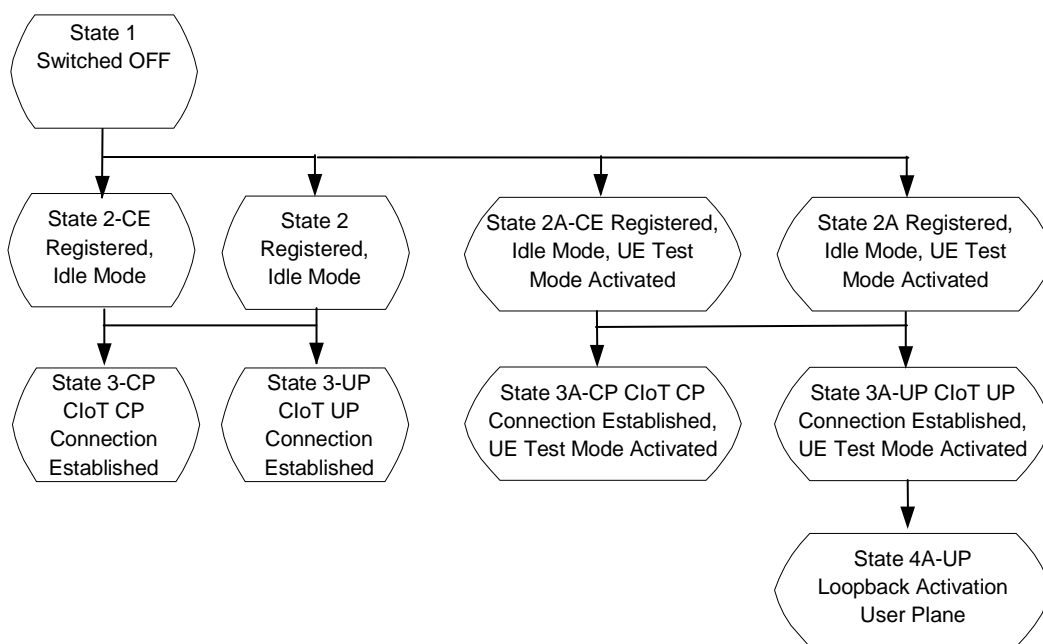 State 1
Switched OFF
State 2-CE
Registered,
Idle Mode
State 2
Registered,
Idle Mode
State 2A-CE Registered,
Idle Mode, UE Test
Mode Activated
State 2A Registered,
Idle Mode, UE Test
Mode Activated
State 3-CP
CIoT CP
Connection
Established
State 3-UP
CIoT UP
Connection
Established
State 3A-CP CIoT CP
Connection Established,
UE Test Mode Activated
State 3A-UP CIoT UP
Connection Established,
UE Test Mode Activated
State 4A-UP
Loopback Activation
User Plane